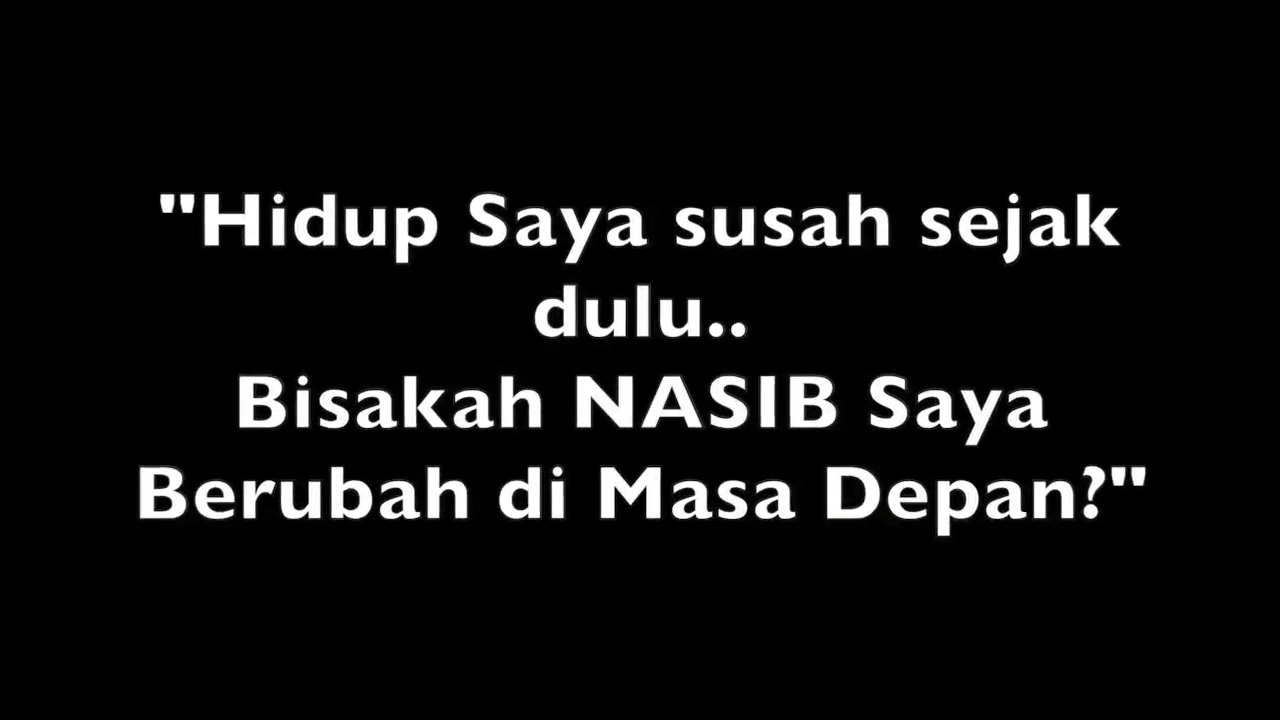 "Hidup Saya susah sejak
dulu..
Bisakah NASIB Saya
Berubah di Masa Depan?"